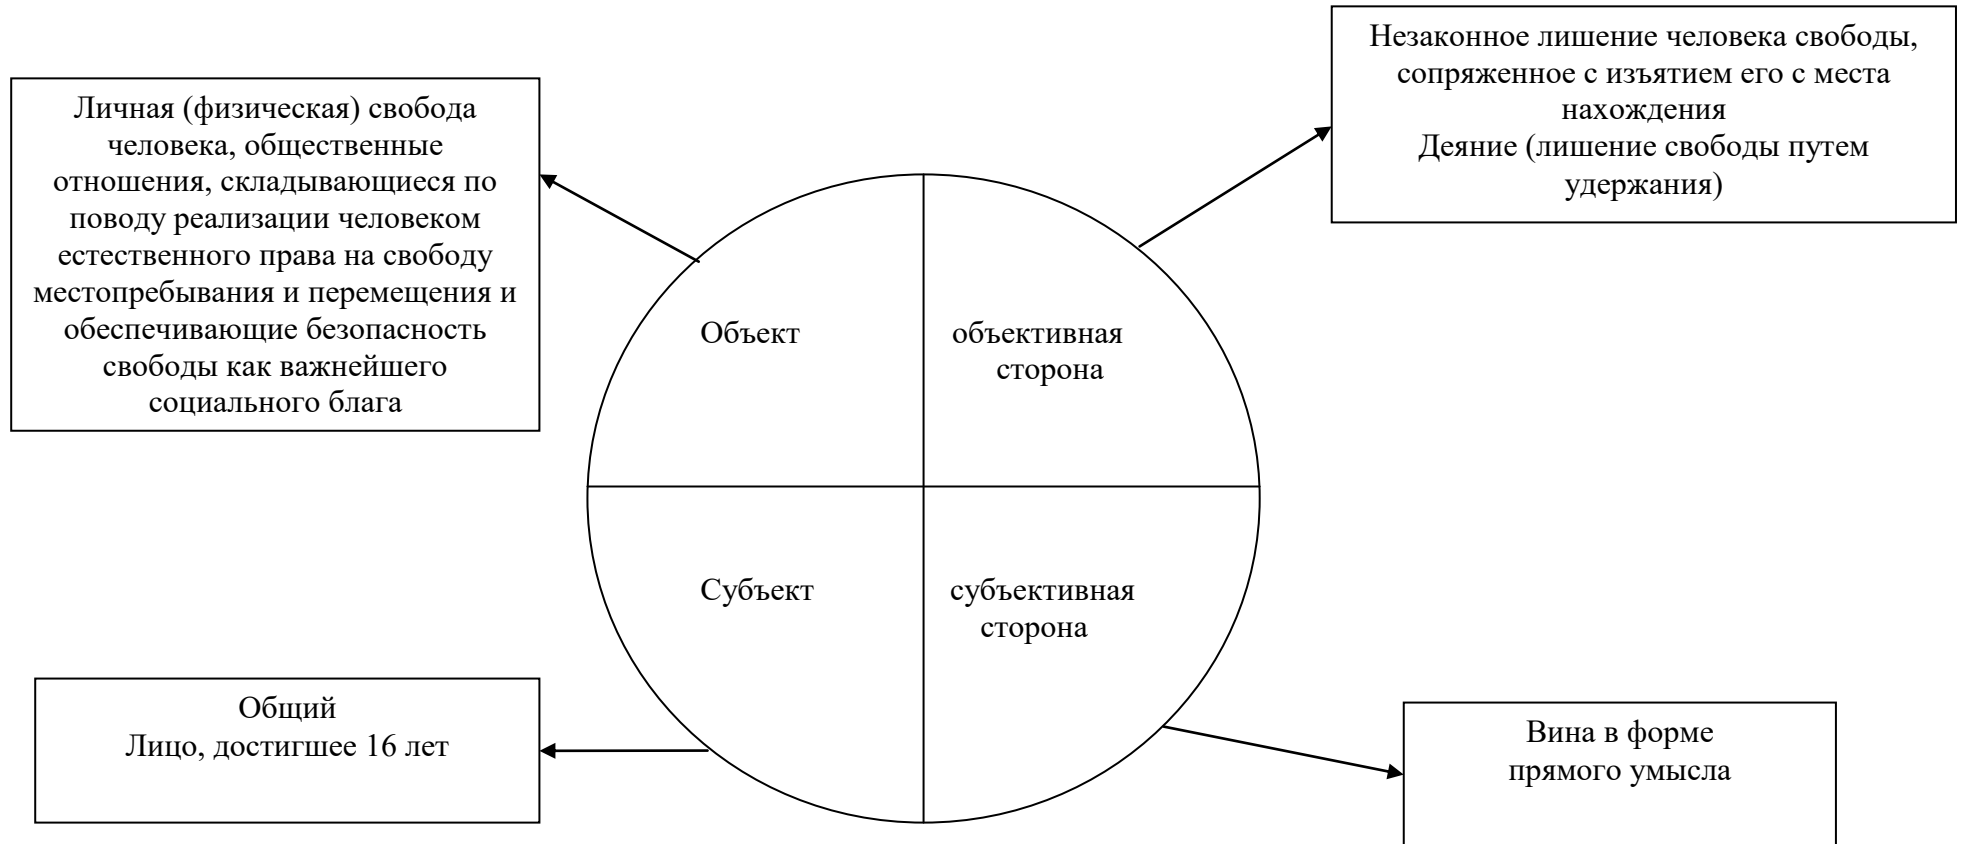 Личная (физическая) свобода
человека, общественные
отношения, складывающиеся по
поводу реализации человеком
естественного права на свободу
местопребывания и перемещения и
обеспечивающие безопасность
свободы как важнейшего
социального блага
Незаконное лишение человека свободы,
сопряженное с изъятием его с места
нахождения
Деяние (лишение свободы путем
удержания)
Объект
объективная
сторона
Субъект
субъективная
сторона
Общий
Лицо, достигшее 16 лет
Вина в форме
прямого умысла